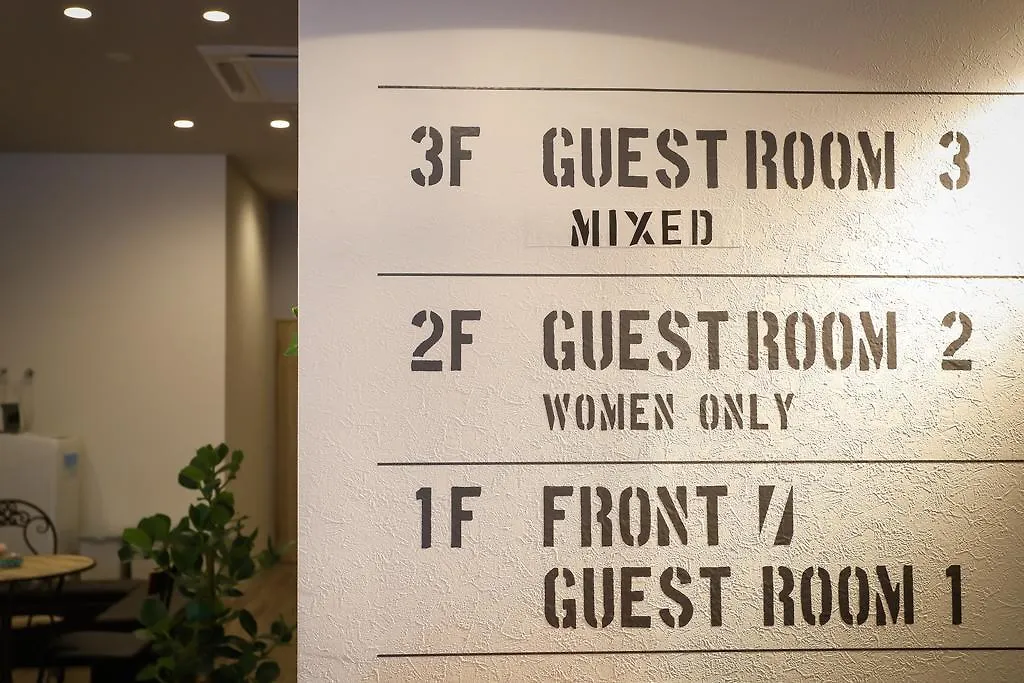 3F GUEST ROOM 3
MIXED
2F GUEST ROOM 2
WOMEN ONLY
1F FRONT /
GUEST ROOM 1